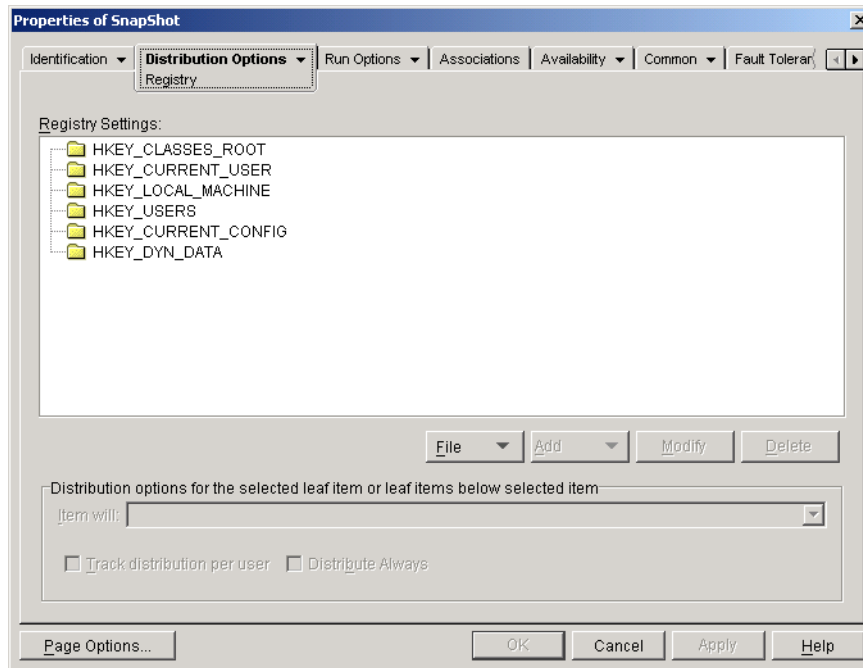 Properties of SnapShot
Identification Distribution Options Run Options Associations Availability Common Fault Toleran
Registry
Registry Settings:
HKEY_CLASSES_ROOT
HKEY_CURRENT_USER
HKEY_LOCAL_MACHINE
HKEY_USERS
HKEY_CURRENT_CONFIG
HKEY_DYN_DATA
File Add Modify Delete
Distribution options for the selected leaf item or leaf items below selected item
Item will:
Track distribution per user Distribute Always
Page Options... OK Cancel Apply Help